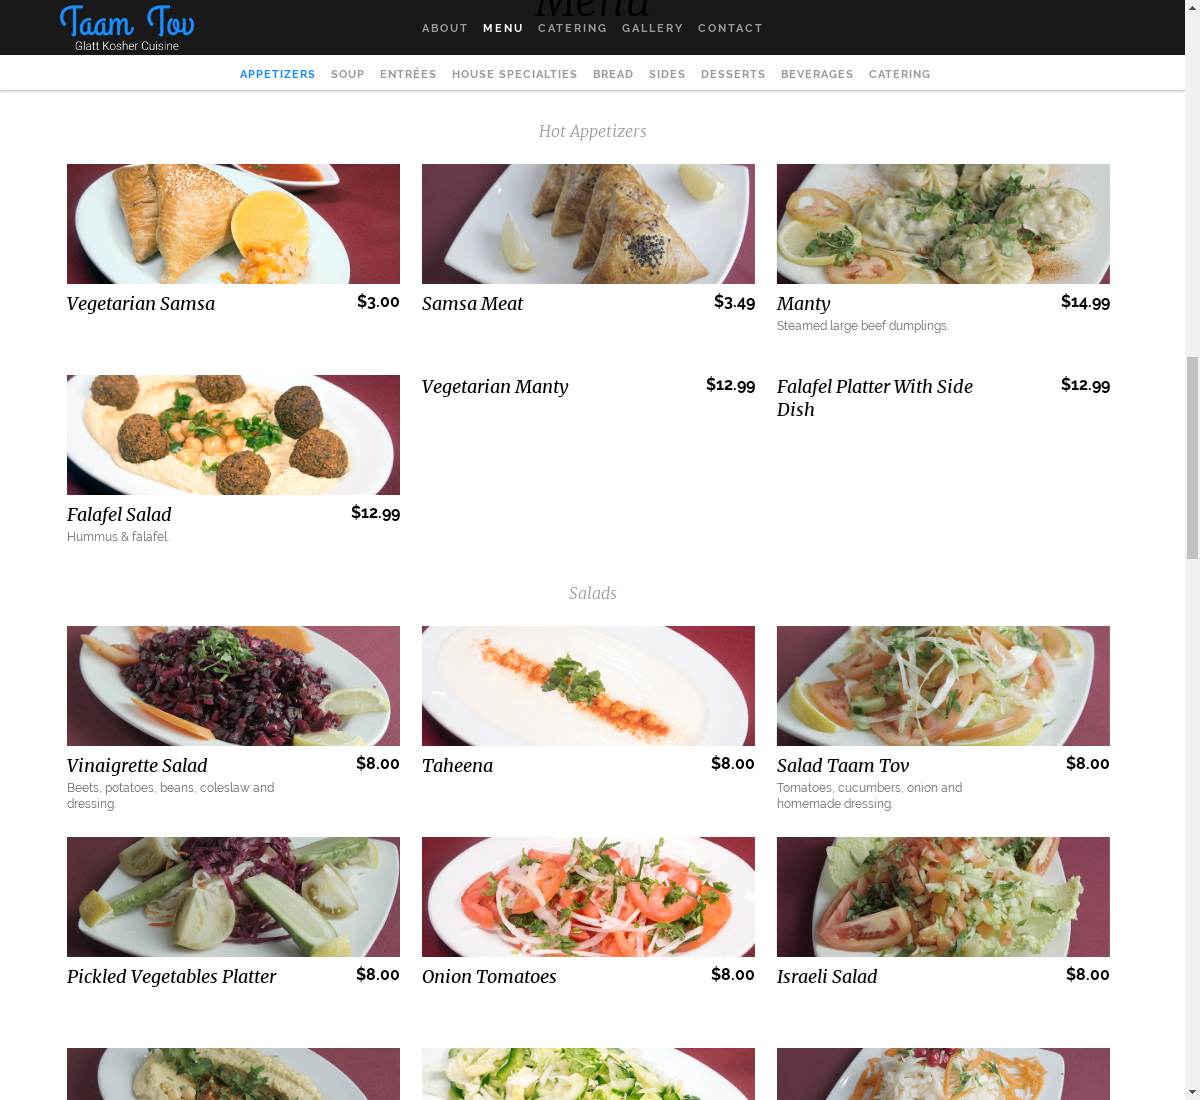 Menu
Taam Tov
Glatt Kosher Cuisine
ABOUT MENU CATERING GALLERY CONTACT
APPETIZERS SOUP ENTRÉES HOUSE SPECIALTIES BREAD SIDES DESSERTS BEVERAGES CATERING
Hot Appetizers
Vegetarian Samsa $3.00
Samsa Meat $3.49
Manty $14.99
Steamed large beef dumplings.
Falafel Salad $12.99
Hummus & falafel.
Vegetarian Manty $12.99
Falafel Platter With Side $12.99
Dish
Salads
Vinaigrette Salad $8.00
Beets, potatoes, beans, coleslaw and
dressing.
Taheena $8.00
Salad Taam Tov $8.00
Tomatoes, cucumbers, onion and
homemade dressing.
Pickled Vegetables Platter $8.00
Onion Tomatoes $8.00
Israeli Salad $8.00